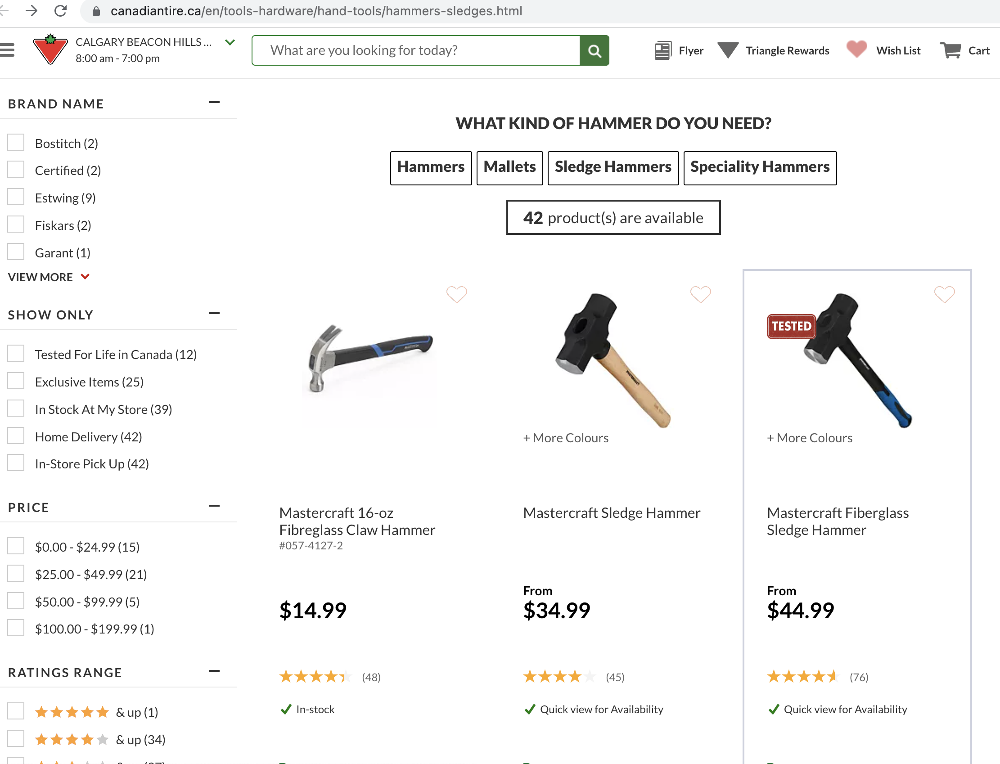 canadiantire.ca/en/tools-hardware/hand-tools/hammers-sledges.html
CALGARY BEACON HILLS ...
8:00 am - 7:00 pm
What are you looking for today?
Flyer
Triangle Rewards
Wish List
Cart
BRAND NAME
Bostitch (2)
Certified (2)
Estwing (9)
Fiskars (2)
Garant (1)
VIEW MORE
SHOW ONLY
Tested For Life in Canada (12)
Exclusive Items (25)
In Stock At My Store (39)
Home Delivery (42)
In-Store Pick Up (42)
PRICE
$0.00 - $24.99 (15)
$25.00 - $49.99 (21)
$50.00 - $99.99 (5)
$100.00 - $199.99 (1)
RATINGS RANGE
& up (1)
& up (34)
WHAT KIND OF HAMMER DO YOU NEED?
Hammers
Mallets
Sledge Hammers
Speciality Hammers
42 product(s) are available
Mastercraft 16-oz
Fibreglass Claw Hammer
#057-4127-2
$14.99
(48)
In-stock
+ More Colours
Mastercraft Sledge Hammer
From
$34.99
(45)
Quick view for Availability
TESTED
+ More Colours
Mastercraft Fiberglass
Sledge Hammer
From
$44.99
(76)
Quick view for Availability